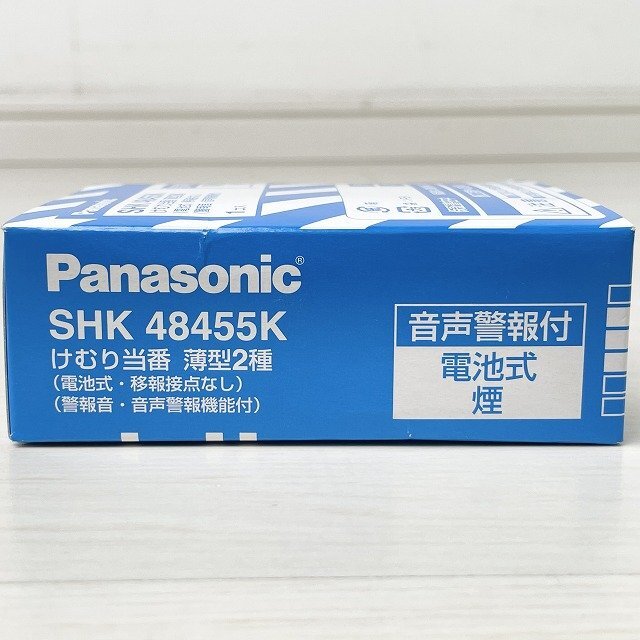 Panasonic
Panasonic®
SHK 48455K
けむり当番 薄型2種
(電池式・移報接点なし)
(警報音・音声警報機能付)
音声警報付
電池式
煙